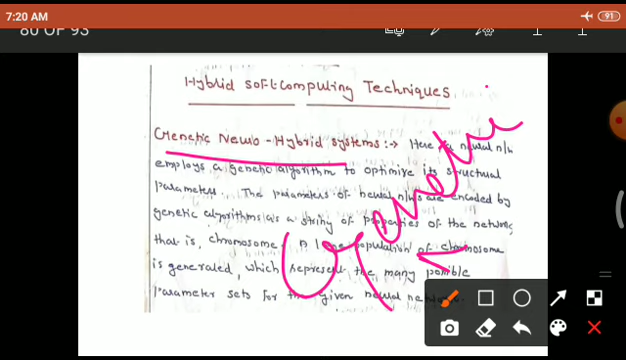 7:20 AM
91
80 OF 93
Hybrid Soft Computing Techniques
Genetic Neuro - Hybrid systems :-> Here a neural n/w
employs a genetic algorithm to optimize its structural
parameters. The parameters of neural n/ws are encoded by
genetic algorithms as a string of properties of the network
that is, chromosome. A large population of chromosome
is generated, which represent the many possible
parameter sets for the given neural network.
Genetic